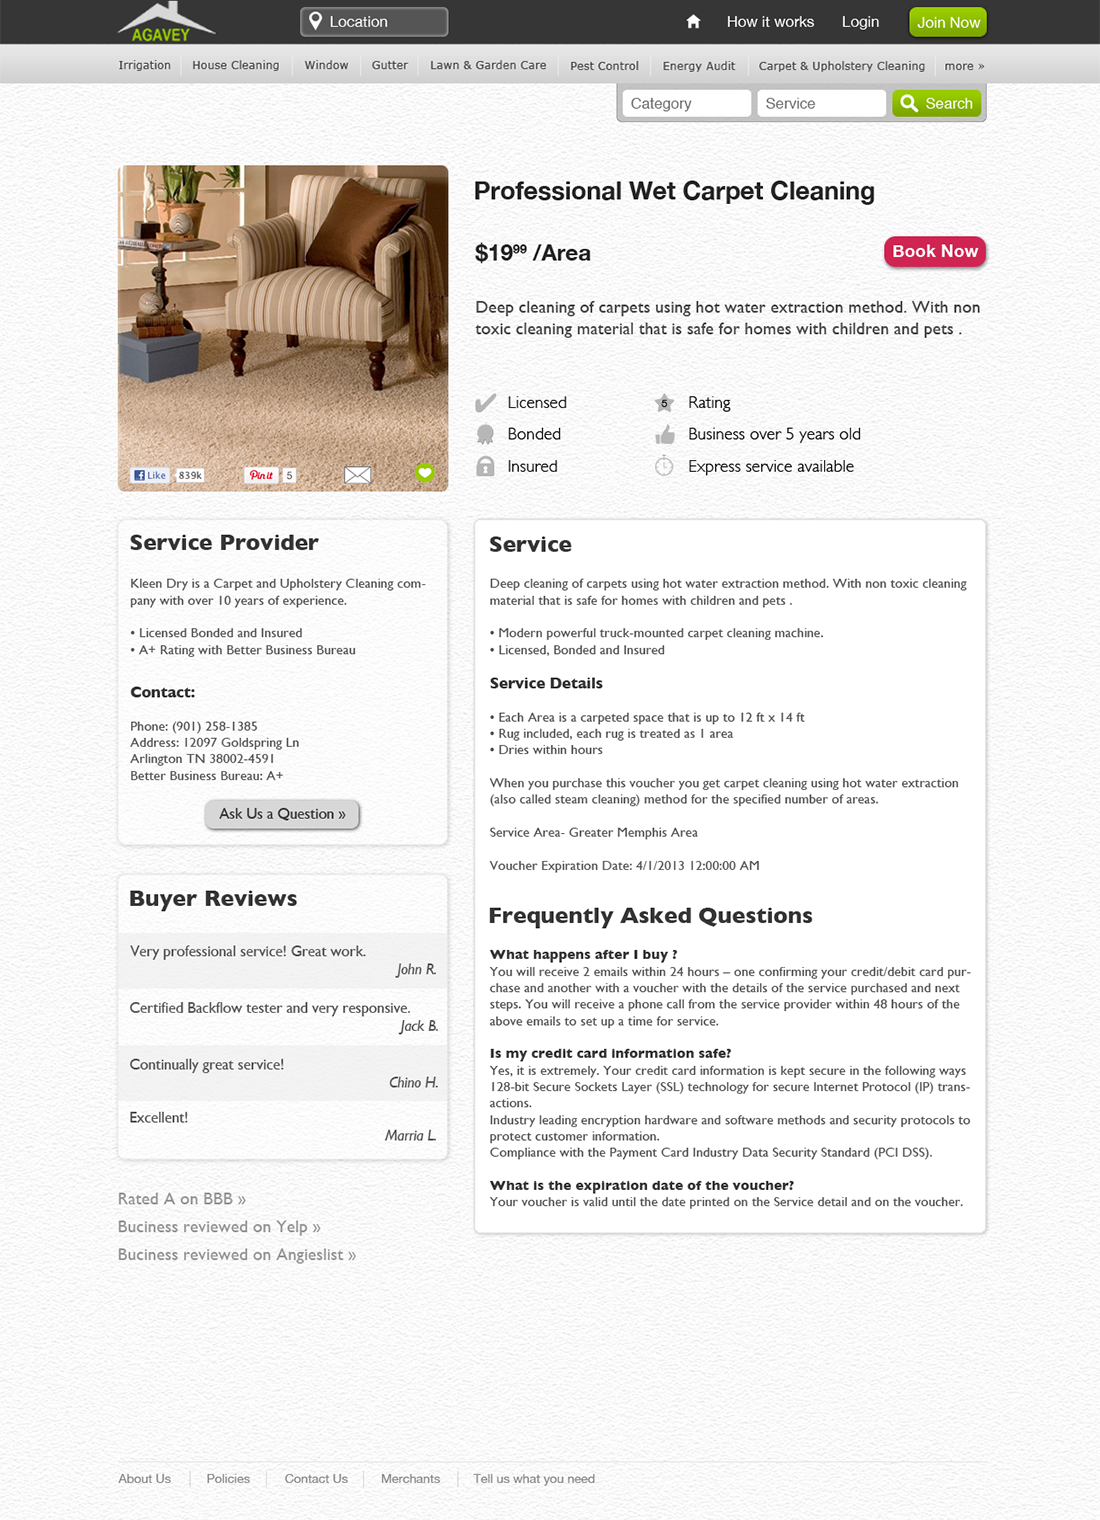 AGAVEY
Location
How it works
Login
Join Now
Irrigation
House Cleaning
Window
Gutter
Lawn & Garden Care
Pest Control
Energy Audit
Carpet & Upholstery Cleaning
more »
Category
Service
Search
Professional Wet Carpet Cleaning
$19⁹⁹ /Area
Book Now
Deep cleaning of carpets using hot water extraction method. With non
toxic cleaning material that is safe for homes with children and pets .
Licensed
Bonded
Insured
5
Rating
Business over 5 years old
Express service available
Like
839k
Pin it
5
Service Provider
Kleen Dry is a Carpet and Upholstery Cleaning com-
pany with over 10 years of experience.
• Licensed Bonded and Insured
• A+ Rating with Better Business Bureau
Contact:
Phone: (901) 258-1385
Address: 12097 Goldspring Ln
Arlington TN 38002-4591
Better Business Bureau: A+
Ask Us a Question »
Buyer Reviews
Very professional service! Great work.
John R.
Certified Backflow tester and very responsive.
Jack B.
Continually great service!
Chino H.
Excellent!
Marria L.
Rated A on BBB »
Buciness reviewed on Yelp »
Buciness reviewed on Angieslist »
Service
Deep cleaning of carpets using hot water extraction method. With non toxic cleaning
material that is safe for homes with children and pets .
• Modern powerful truck-mounted carpet cleaning machine.
• Licensed, Bonded and Insured
Service Details
• Each Area is a carpeted space that is up to 12 ft x 14 ft
• Rug included, each rug is treated as 1 area
• Dries within hours
When you purchase this voucher you get carpet cleaning using hot water extraction
(also called steam cleaning) method for the specified number of areas.
Service Area- Greater Memphis Area
Voucher Expiration Date: 4/1/2013 12:00:00 AM
Frequently Asked Questions
What happens after I buy ?
You will receive 2 emails within 24 hours – one confirming your credit/debit card pur-
chase and another with a voucher with the details of the service purchased and next
steps. You will receive a phone call from the service provider within 48 hours of the
above emails to set up a time for service.
Is my credit card information safe?
Yes, it is extremely. Your credit card information is kept secure in the following ways
128-bit Secure Sockets Layer (SSL) technology for secure Internet Protocol (IP) trans-
actions.
Industry leading encryption hardware and software methods and security protocols to
protect customer information.
Compliance with the Payment Card Industry Data Security Standard (PCI DSS).
What is the expiration date of the voucher?
Your voucher is valid until the date printed on the Service detail and on the voucher.
About Us
Policies
Contact Us
Merchants
Tell us what you need